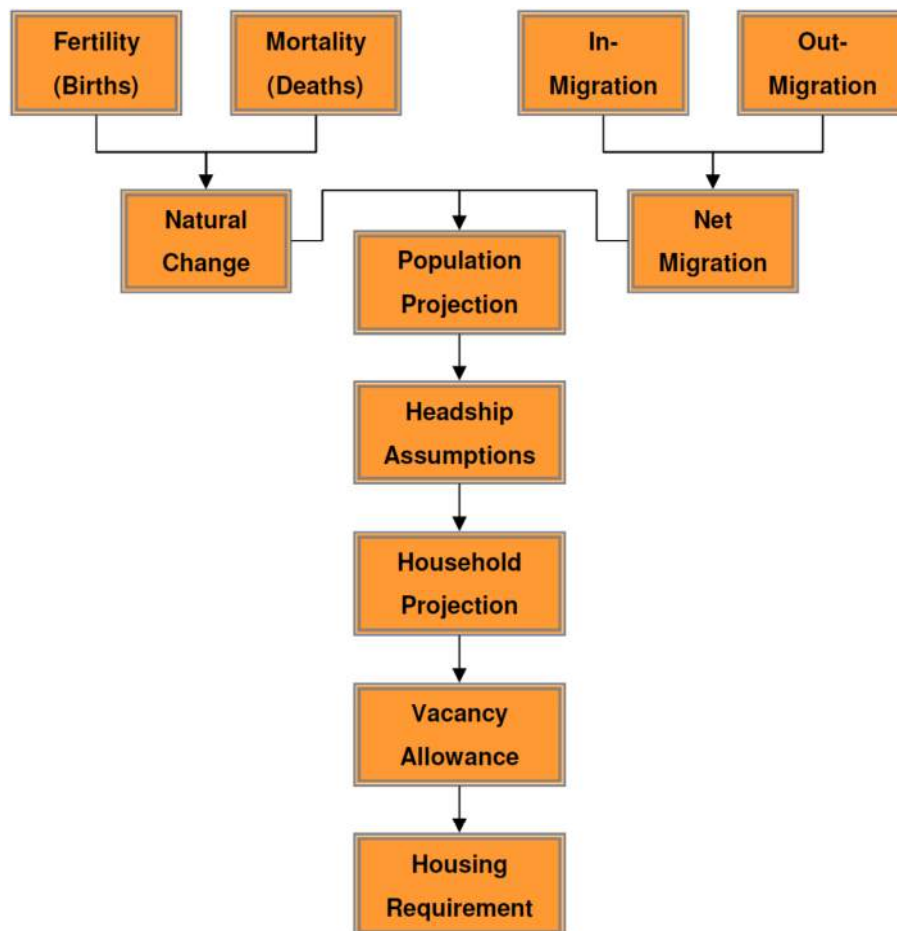 Fertility
(Births)
Mortality
(Deaths)
In-
Migration
Out-
Migration
Natural
Change
Net
Migration
Population
Projection
Headship
Assumptions
Household
Projection
Vacancy
Allowance
Housing
Requirement